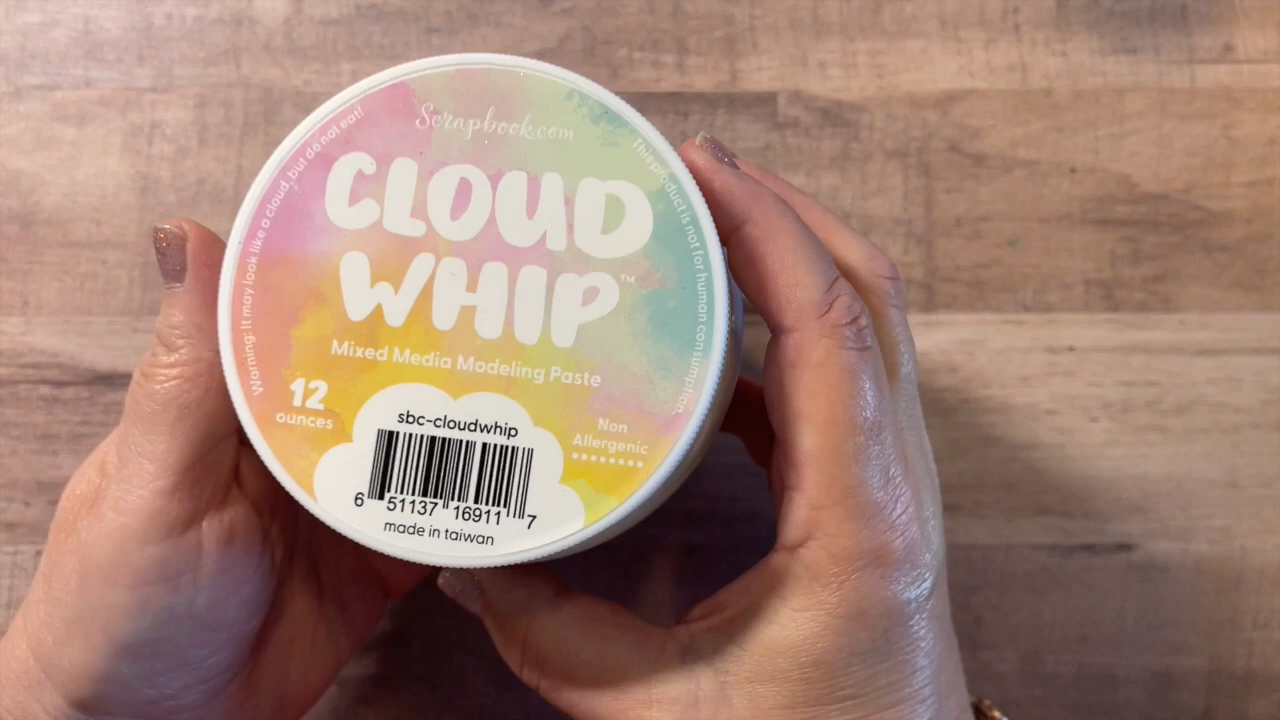 Scrapbook.com
CLOUD
WHIP™
Mixed Media Modeling Paste
12
ounces
Non
Allergenic
sbc-cloudwhip
6 51137 16911 7
made in taiwan
Warning: It may look like a cloud, but do not eat!
This product is not for human consumption.